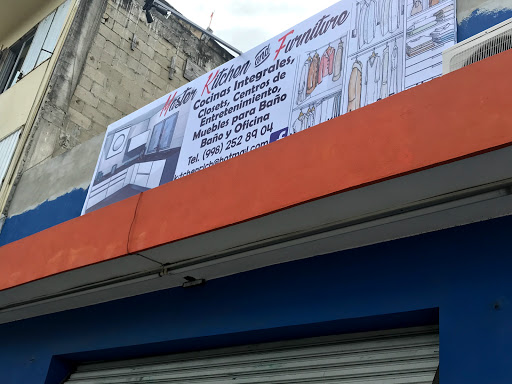 Master Kitchen and Furniture
Cocinas Integrales,
Closets, Centros de
Entretenimiento,
Muebles para Baño
Baño y Oficina
Tel. (998) 252 89 04